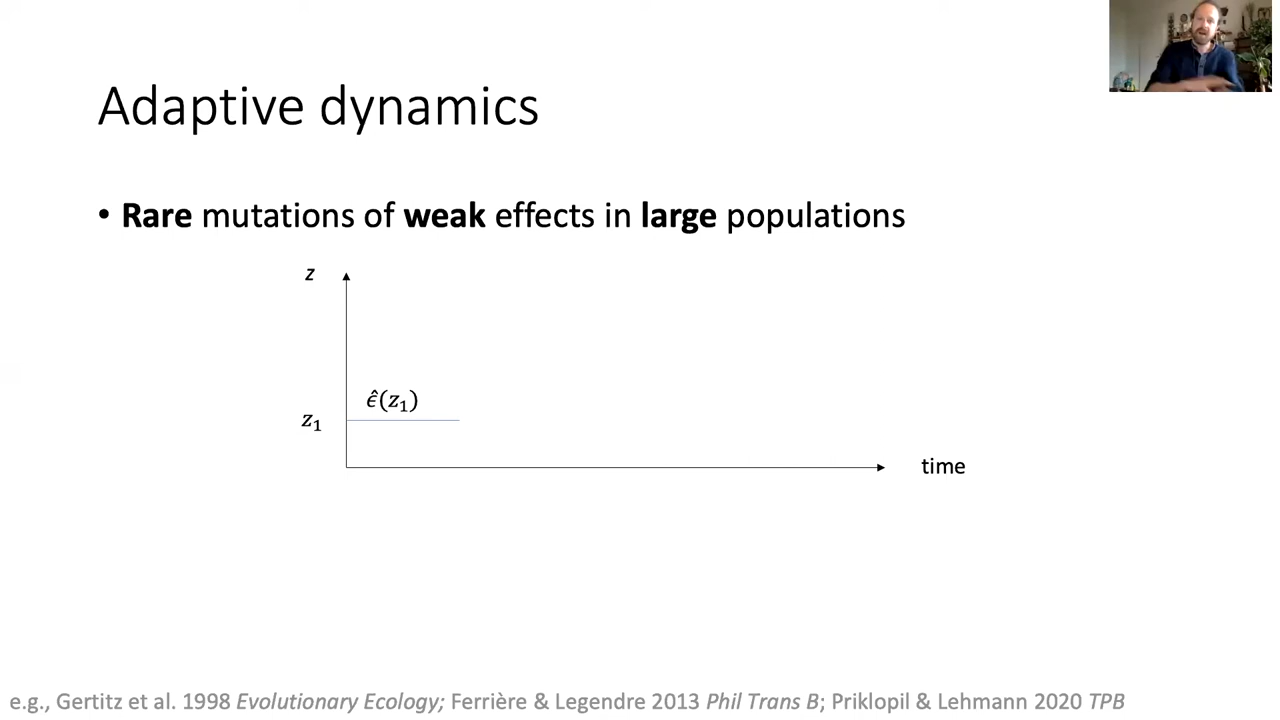 Adaptive dynamics
• Rare mutations of weak effects in large populations
z
ϵ̂(z₁)
z₁
time
e.g., Gertitz et al. 1998 Evolutionary Ecology; Ferrière & Legendre 2013 Phil Trans B; Priklopil & Lehmann 2020 TPB